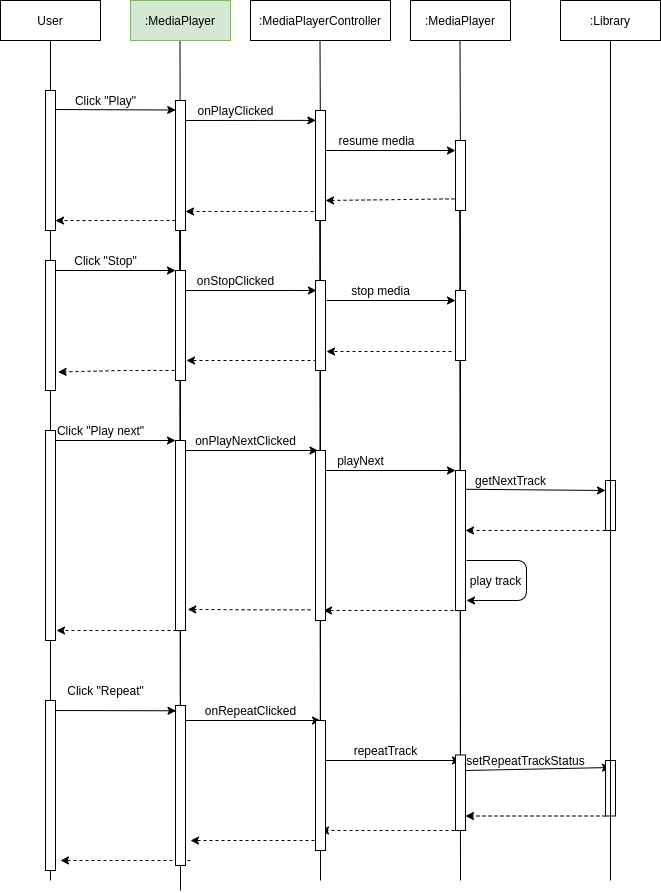 User
:MediaPlayer
:MediaPlayerController
:MediaPlayer
:Library
Click "Play"
onPlayClicked
resume media
Click "Stop"
onStopClicked
stop media
Click "Play next"
onPlayNextClicked
playNext
getNextTrack
play track
Click "Repeat"
onRepeatClicked
repeatTrack
setRepeatTrackStatus